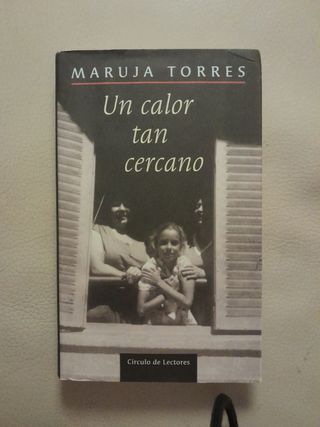 MARUJA TORRES
Un calor
tan
cercano
Círculo de Lectores